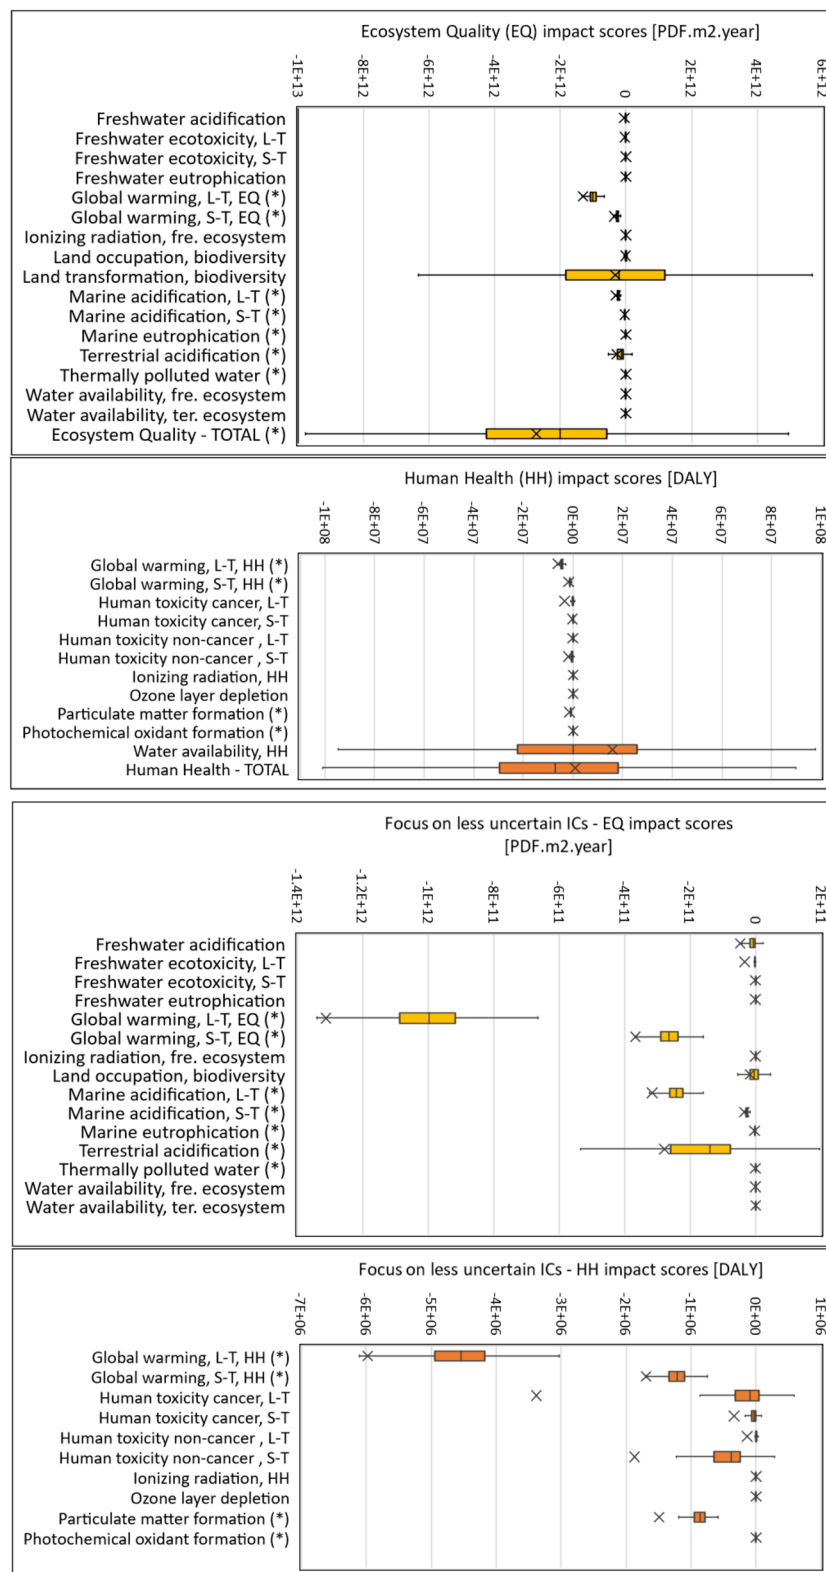 Ecosystem Quality (EQ) impact scores [PDF.m2.year]
-1E+13
-8E+12
-6E+12
-4E+12
-2E+12
0
2E+12
4E+12
6E+12
Freshwater acidification
Freshwater ecotoxicity, L-T
Freshwater ecotoxicity, S-T
Freshwater eutrophication
Global warming, L-T, EQ (*)
Global warming, S-T, EQ (*)
Ionizing radiation, fre. ecosystem
Land occupation, biodiversity
Land transformation, biodiversity
Marine acidification, L-T (*)
Marine acidification, S-T (*)
Marine eutrophication (*)
Terrestrial acidification (*)
Thermally polluted water (*)
Water availability, fre. ecosystem
Water availability, ter. ecosystem
Ecosystem Quality - TOTAL (*)
Human Health (HH) impact scores [DALY]
-1E+08
-8E+07
-6E+07
-4E+07
-2E+07
0E+00
2E+07
4E+07
6E+07
8E+07
1E+08
Global warming, L-T, HH (*)
Global warming, S-T, HH (*)
Human toxicity cancer, L-T
Human toxicity cancer, S-T
Human toxicity non-cancer , L-T
Human toxicity non-cancer , S-T
Ionizing radiation, HH
Ozone layer depletion
Particulate matter formation (*)
Photochemical oxidant formation (*)
Water availability, HH
Human Health - TOTAL
Focus on less uncertain ICs - EQ impact scores
[PDF.m2.year]
-1.4E+12
-1.2E+12
-1E+12
-8E+11
-6E+11
-4E+11
-2E+11
0
2E+11
Freshwater acidification
Freshwater ecotoxicity, L-T
Freshwater ecotoxicity, S-T
Freshwater eutrophication
Global warming, L-T, EQ (*)
Global warming, S-T, EQ (*)
Ionizing radiation, fre. ecosystem
Land occupation, biodiversity
Marine acidification, L-T (*)
Marine acidification, S-T (*)
Marine eutrophication (*)
Terrestrial acidification (*)
Thermally polluted water (*)
Water availability, fre. ecosystem
Water availability, ter. ecosystem
Focus on less uncertain ICs - HH impact scores [DALY]
-7E+06
-6E+06
-5E+06
-4E+06
-3E+06
-2E+06
-1E+06
0E+00
1E+06
Global warming, L-T, HH (*)
Global warming, S-T, HH (*)
Human toxicity cancer, L-T
Human toxicity cancer, S-T
Human toxicity non-cancer , L-T
Human toxicity non-cancer , S-T
Ionizing radiation, HH
Ozone layer depletion
Particulate matter formation (*)
Photochemical oxidant formation (*)